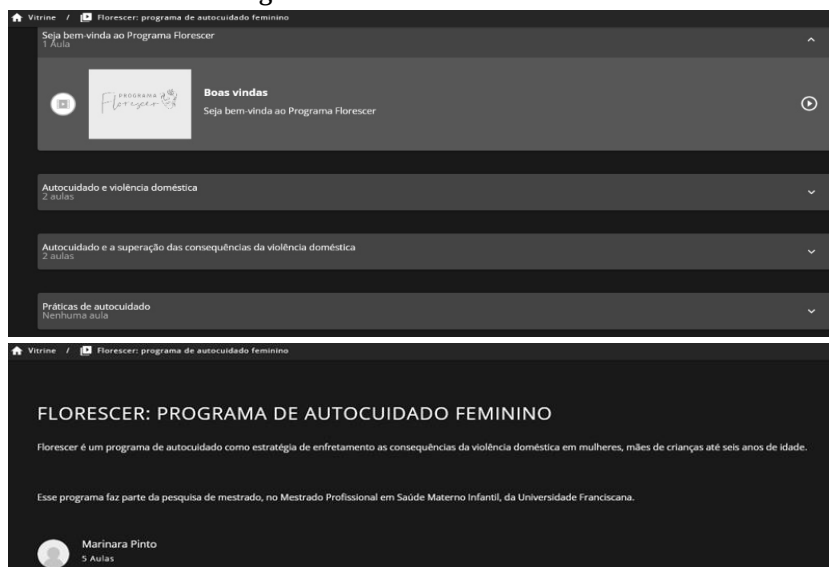 Vitrine / Florescer: programa de autocuidado feminino
Seja bem-vinda ao Programa Florescer
1 Aula
PROGRAMA
Florescer
Boas vindas
Seja bem-vinda ao Programa Florescer
Autocuidado e violência doméstica
2 aulas
Autocuidado e a superação das consequências da violência doméstica
2 aulas
Práticas de autocuidado
Nenhuma aula
Vitrine / Florescer: programa de autocuidado feminino
FLORESCER: PROGRAMA DE AUTOCUIDADO FEMININO
Florescer é um programa de autocuidado como estratégia de enfretamento as consequências da violência doméstica em mulheres, mães de crianças até seis anos de idade.
Esse programa faz parte da pesquisa de mestrado, no Mestrado Profissional em Saúde Materno Infantil, da Universidade Franciscana.
Marinara Pinto
5 Aulas